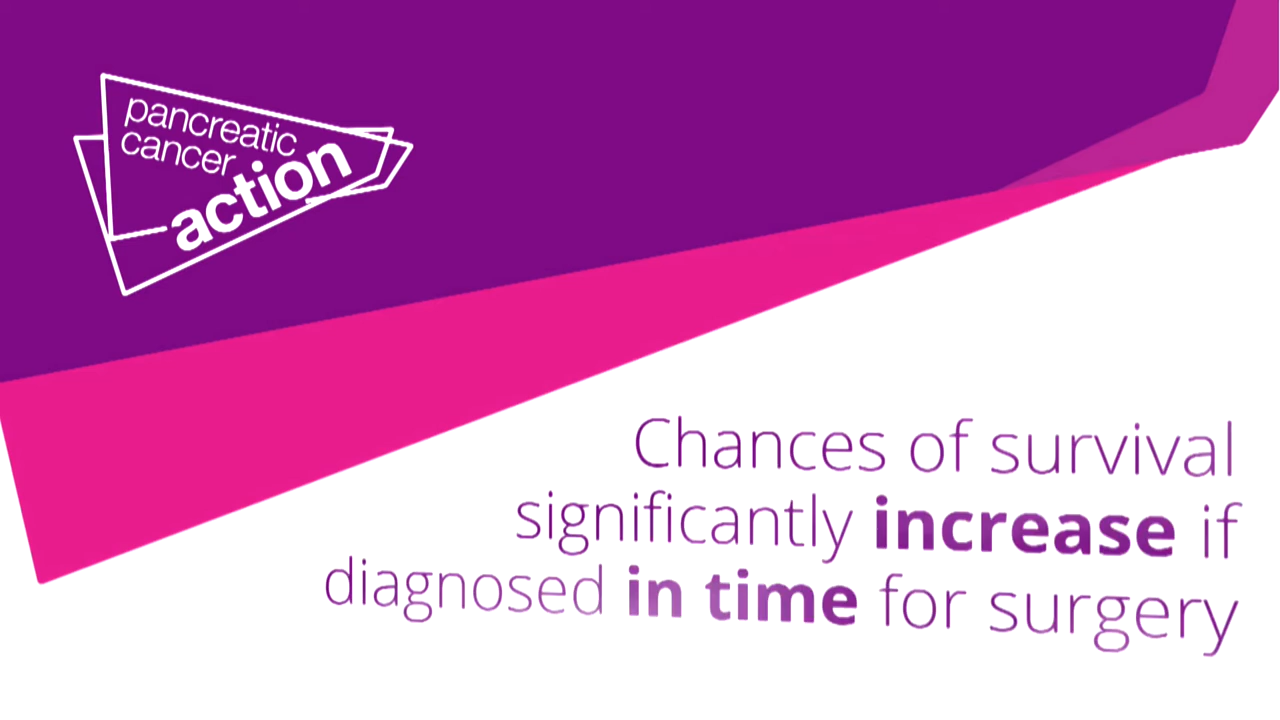 pancreatic
cancer
action
Chances of survival
significantly increase if
diagnosed in time for surgery